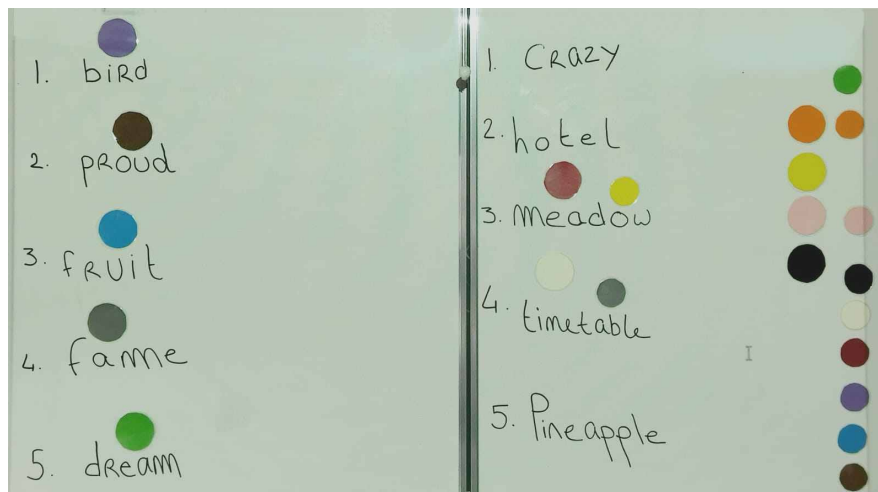 1. bird
2. proud
3. fruit
4. fame
5. dream
1. Crazy
2. hotel
3. meadow
4. timetable
5. Pineapple